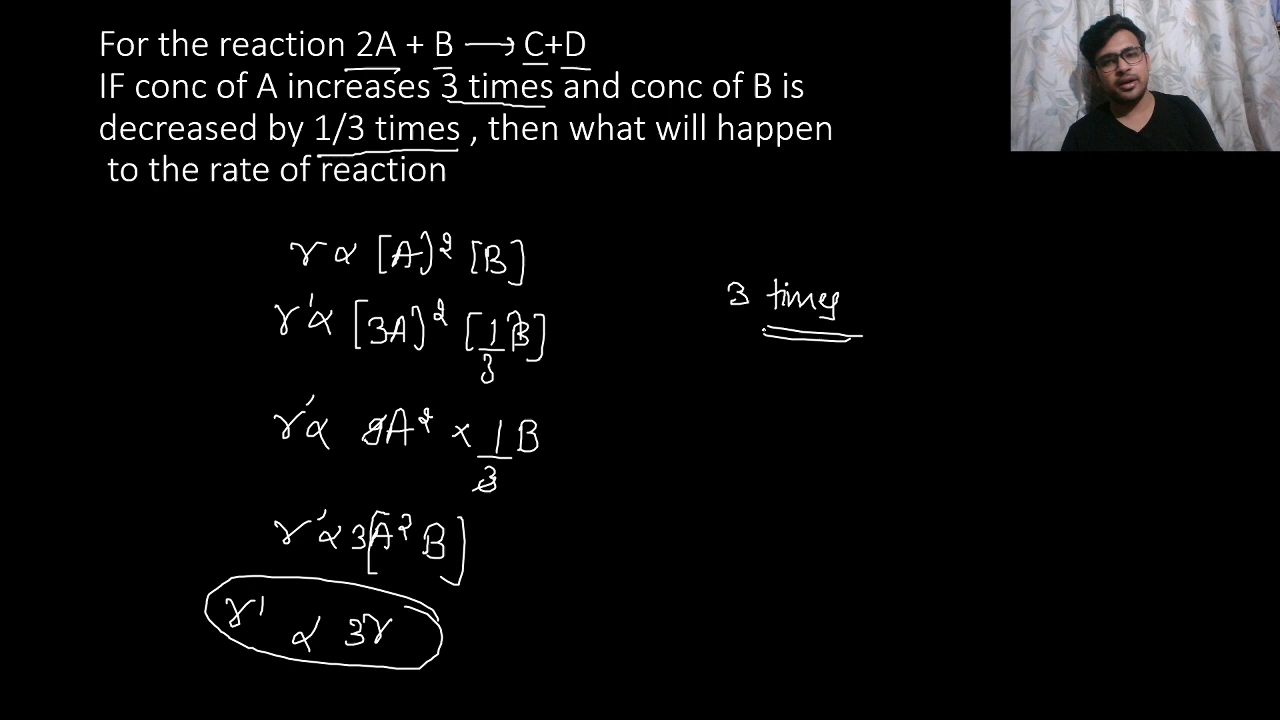 For the reaction 2A + B → C+D
IF conc of A increases 3 times and conc of B is
decreased by 1/3 times , then what will happen
to the rate of reaction
r ∝ [A]² [B]
r' ∝ [3A]² [1/3 B]
3 times
r' ∝ 9A² × 1/3 B
r' ∝ 3[A² B]
r' ∝ 3r